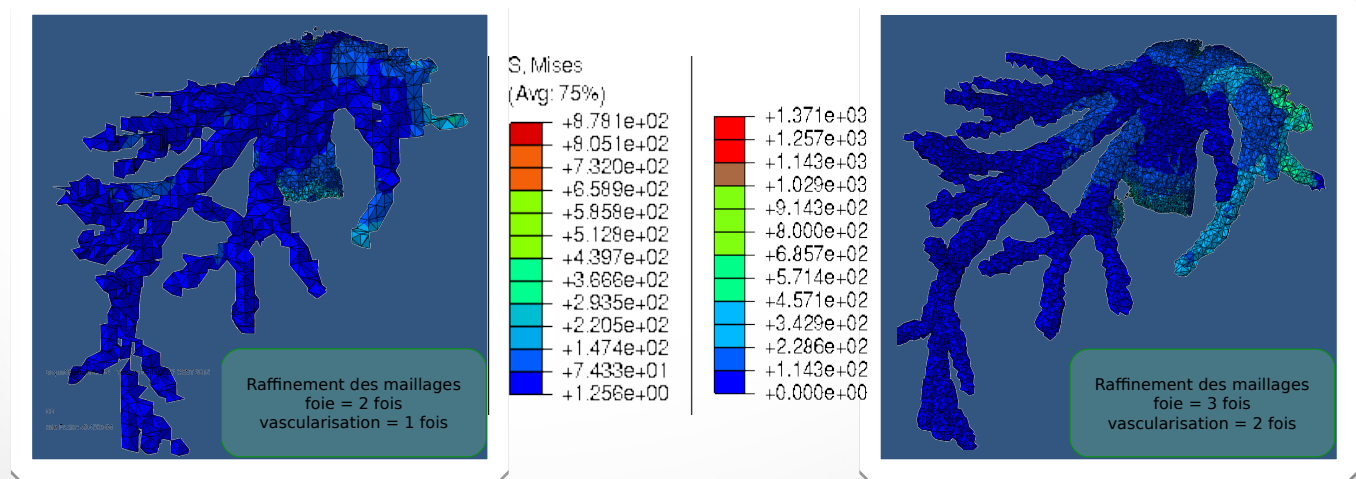 S, Mises
(Avg: 75%)
+8.781e+02
+8.051e+02
+7.320e+02
+6.589e+02
+5.858e+02
+5.128e+02
+4.397e+02
+3.666e+02
+2.935e+02
+2.205e+02
+1.474e+02
+7.433e+01
+1.256e+00
+1.371e+03
+1.257e+03
+1.143e+03
+1.029e+03
+9.143e+02
+8.000e+02
+6.857e+02
+5.714e+02
+4.571e+02
+3.429e+02
+2.286e+02
+1.143e+02
+0.000e+00
Raffinement des maillages
foie = 2 fois
vascularisation = 1 fois
Raffinement des maillages
foie = 3 fois
vascularisation = 2 fois